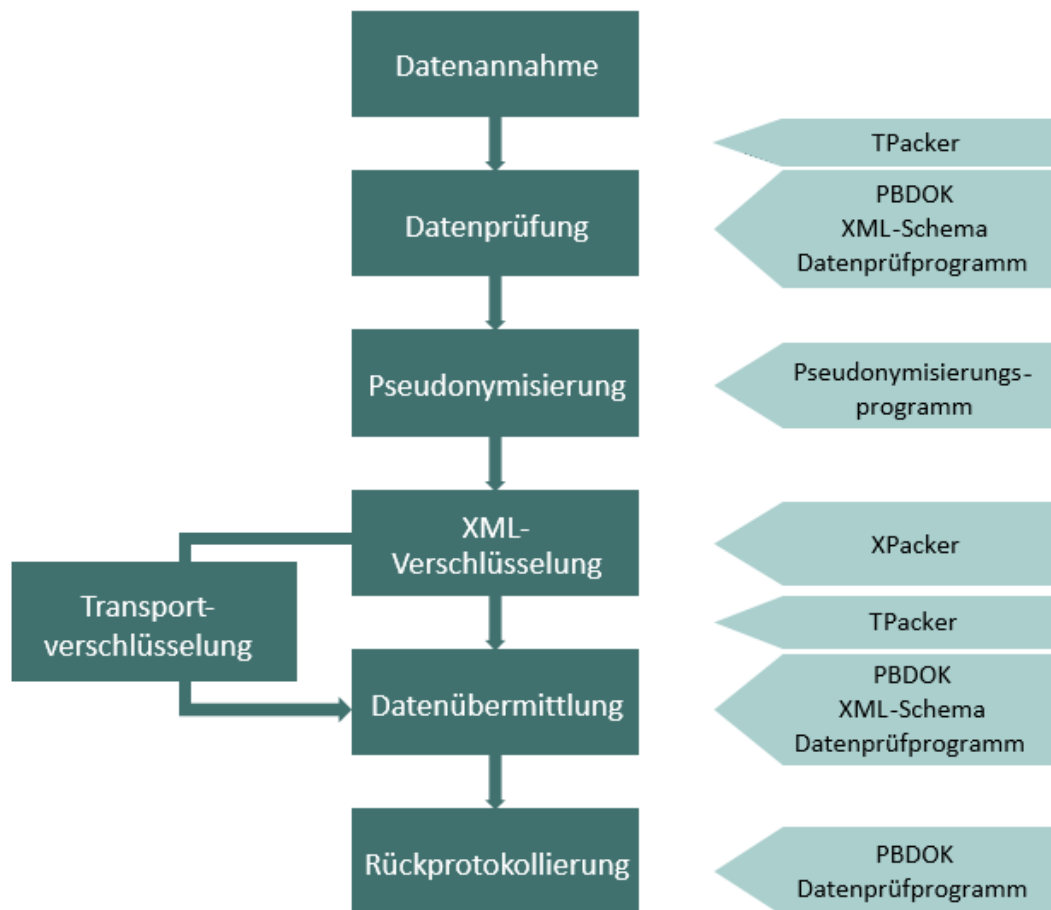 Datenannahme
TPacker
Datenprüfung
PBDOK
XML-Schema
Datenprüfprogramm
Pseudonymisierung
Pseudonymisierungs-
programm
XML-
Verschlüsselung
XPacker
Transport-
verschlüsselung
TPacker
Datenübermittlung
PBDOK
XML-Schema
Datenprüfprogramm
Rückprotokollierung
PBDOK
Datenprüfprogramm